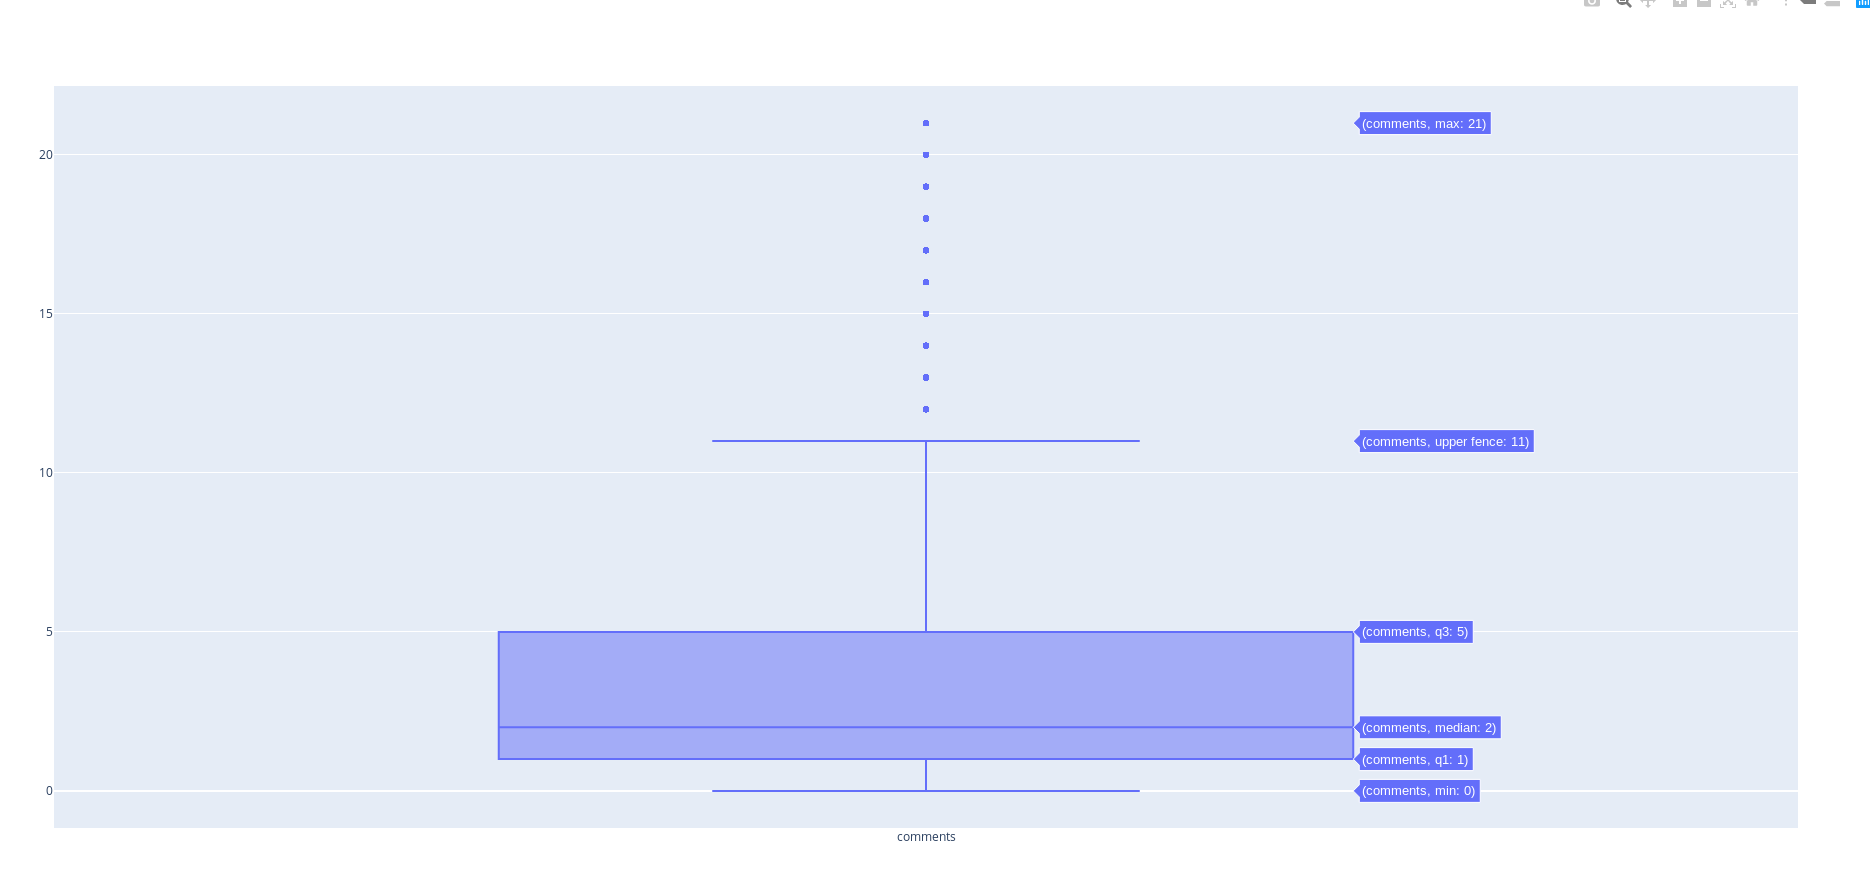 (comments, max: 21)
20
15
(comments, upper fence: 11)
10
5
(comments, q3: 5)
(comments, median: 2)
(comments, q1: 1)
0
(comments, min: 0)
comments